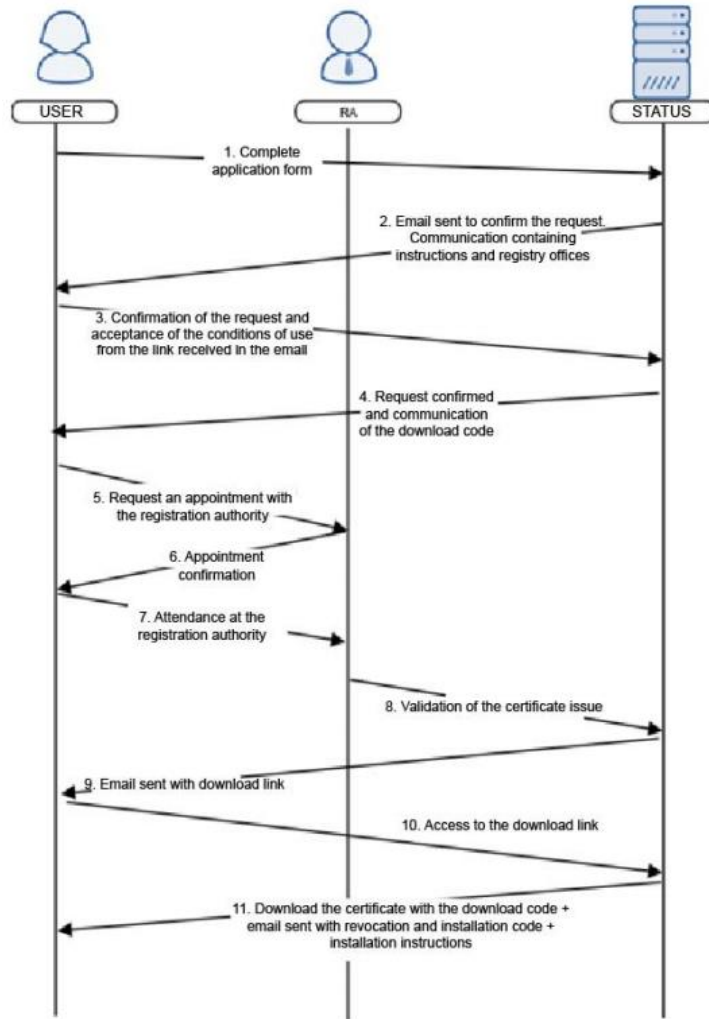 USER
RA
STATUS
1. Complete
application form
2. Email sent to confirm the request.
Communication containing
instructions and registry offices
3. Confirmation of the request and
acceptance of the conditions of use
from the link received in the email
4. Request confirmed
and communication
of the download code
5. Request an appointment with
the registration authority
6. Appointment
confirmation
7. Attendance at the
registration authority
8. Validation of the certificate issue
9. Email sent with download link
10. Access to the download link
11. Download the certificate with the download code +
email sent with revocation and installation code +
installation instructions